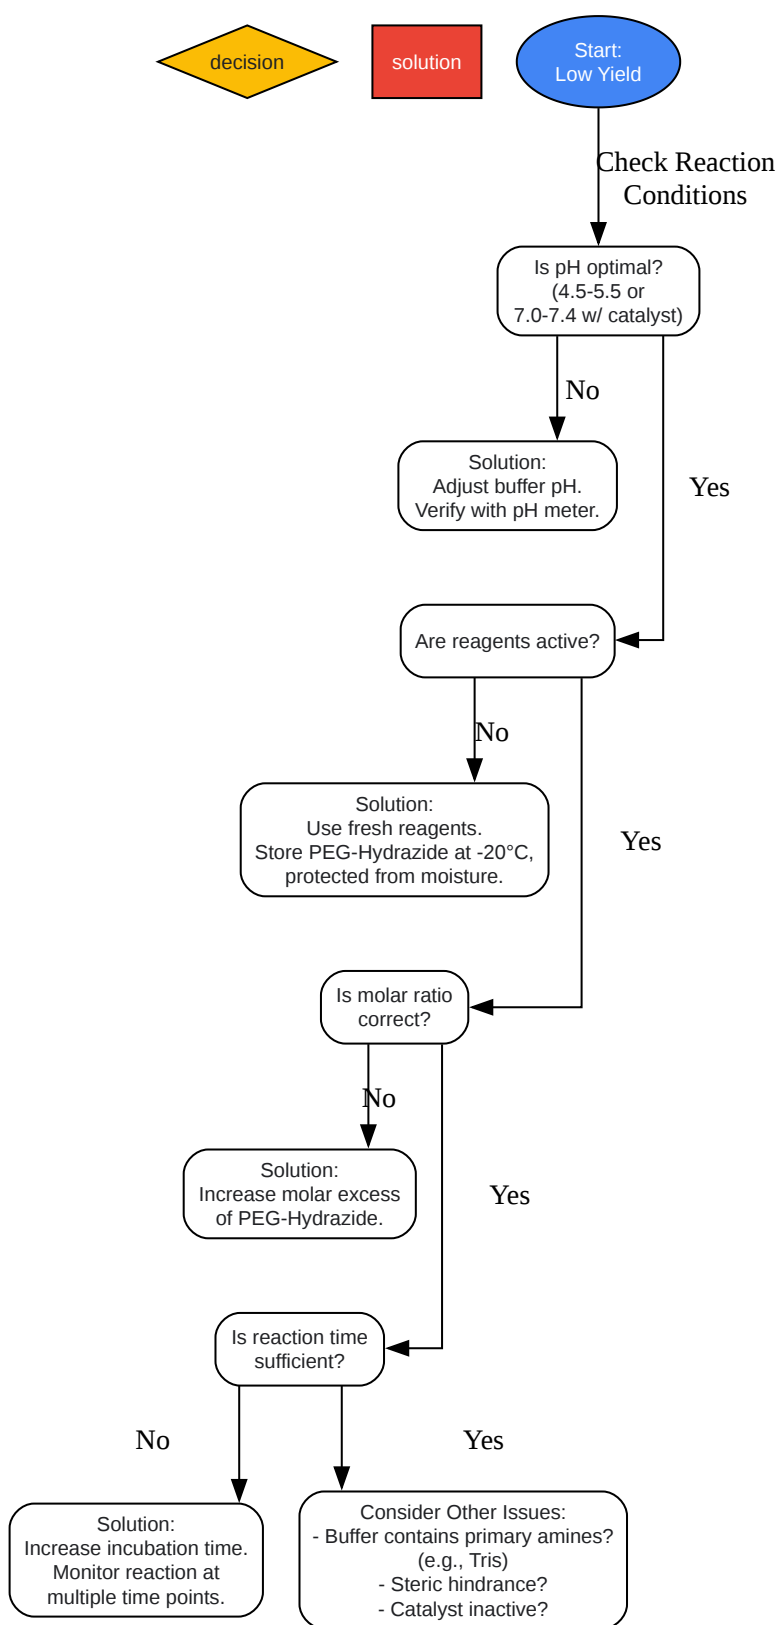 decision
solution
Start:
Low Yield
Check Reaction
Conditions
Is pH optimal?
(4.5-5.5 or
7.0-7.4 w/ catalyst)
No
Yes
Solution:
Adjust buffer pH.
Verify with pH meter.
Are reagents active?
No
Yes
Solution:
Use fresh reagents.
Store PEG-Hydrazide at -20°C,
protected from moisture.
Is molar ratio
correct?
No
Yes
Solution:
Increase molar excess
of PEG-Hydrazide.
Is reaction time
sufficient?
No
Yes
Solution:
Increase incubation time.
Monitor reaction at
multiple time points.
Consider Other Issues:
- Buffer contains primary amines?
(e.g., Tris)
- Steric hindrance?
- Catalyst inactive?